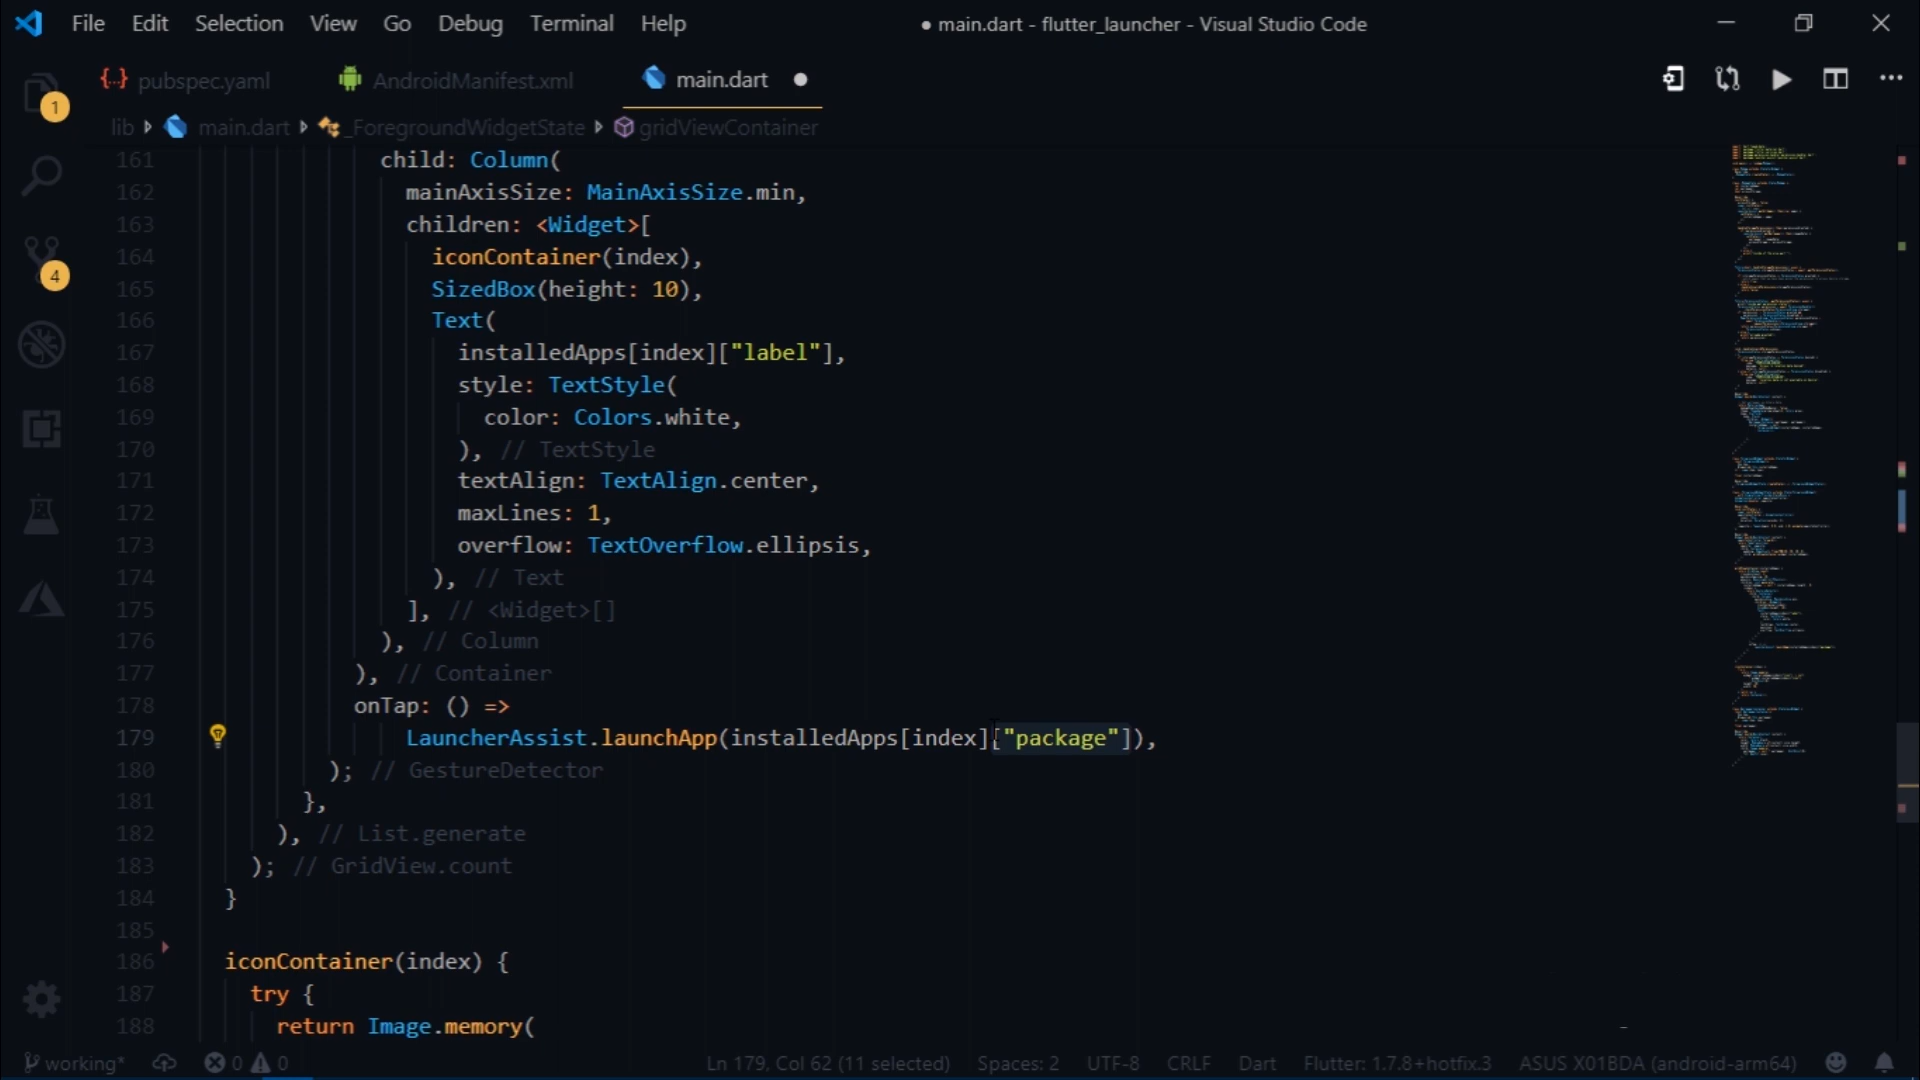 File Edit Selection View Go Debug Terminal Help ● main.dart - flutter_launcher - Visual Studio Code
{..} pubspec.yaml AndroidManifest.xml main.dart
lib main.dart _ForegroundWidgetState gridViewContainer
1
4
161 child: Column(
162 mainAxisSize: MainAxisSize.min,
163 children: <Widget>[
164 iconContainer(index),
165 SizedBox(height: 10),
166 Text(
167 installedApps[index]["label"],
168 style: TextStyle(
169 color: Colors.white,
170 ), // TextStyle
171 textAlign: TextAlign.center,
172 maxLines: 1,
173 overflow: TextOverflow.ellipsis,
174 ), // Text
175 ], // <Widget>[]
176 ), // Column
177 ), // Container
178 onTap: () =>
179 LauncherAssist.launchApp(installedApps[index]["package"]),
180 ); // GestureDetector
181 },
182 ), // List.generate
183 ); // GridView.count
184 }
185
186 iconContainer(index) {
187 try {
188 return Image.memory(
working* 0 0 Ln 179, Col 62 (11 selected) Spaces: 2 UTF-8 CRLF Dart Flutter: 1.7.8+hotfix.3 ASUS X01BDA (android-arm64)